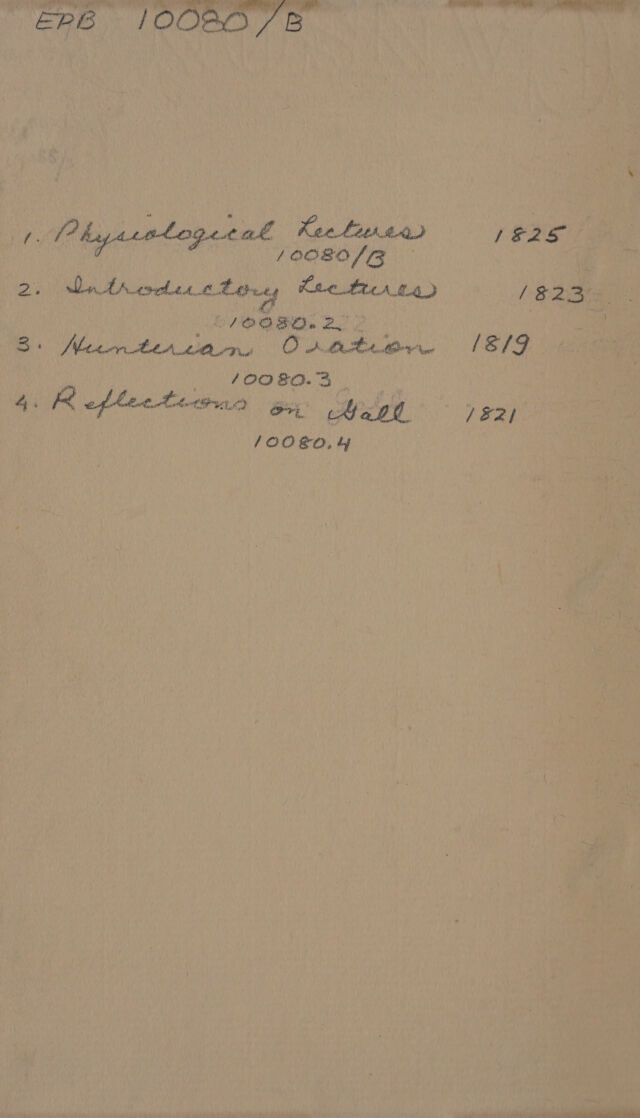 EPB 10080/B
1. Physiological Lectures 1825
10080/B
2. Introductory Lectures 1823
10080.2
3. Hunterian Oration 1819
10080.3
4. Reflections on Gall 1821
10080.4